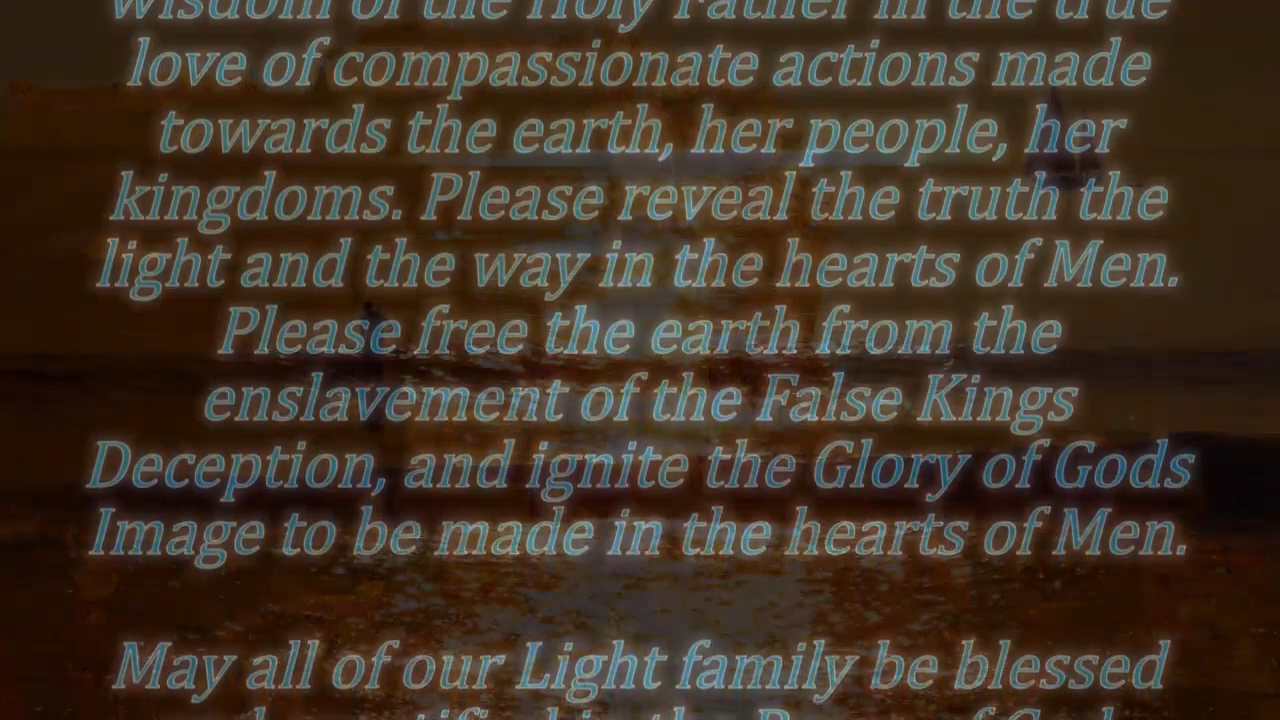 wisdom of the Holy Father in the true
love of compassionate actions made
towards the earth, her people, her
kingdoms. Please reveal the truth the
light and the way in the hearts of Men.
Please free the earth from the
enslavement of the False Kings
Deception, and ignite the Glory of Gods
Image to be made in the hearts of Men.
May all of our Light family be blessed
in the of